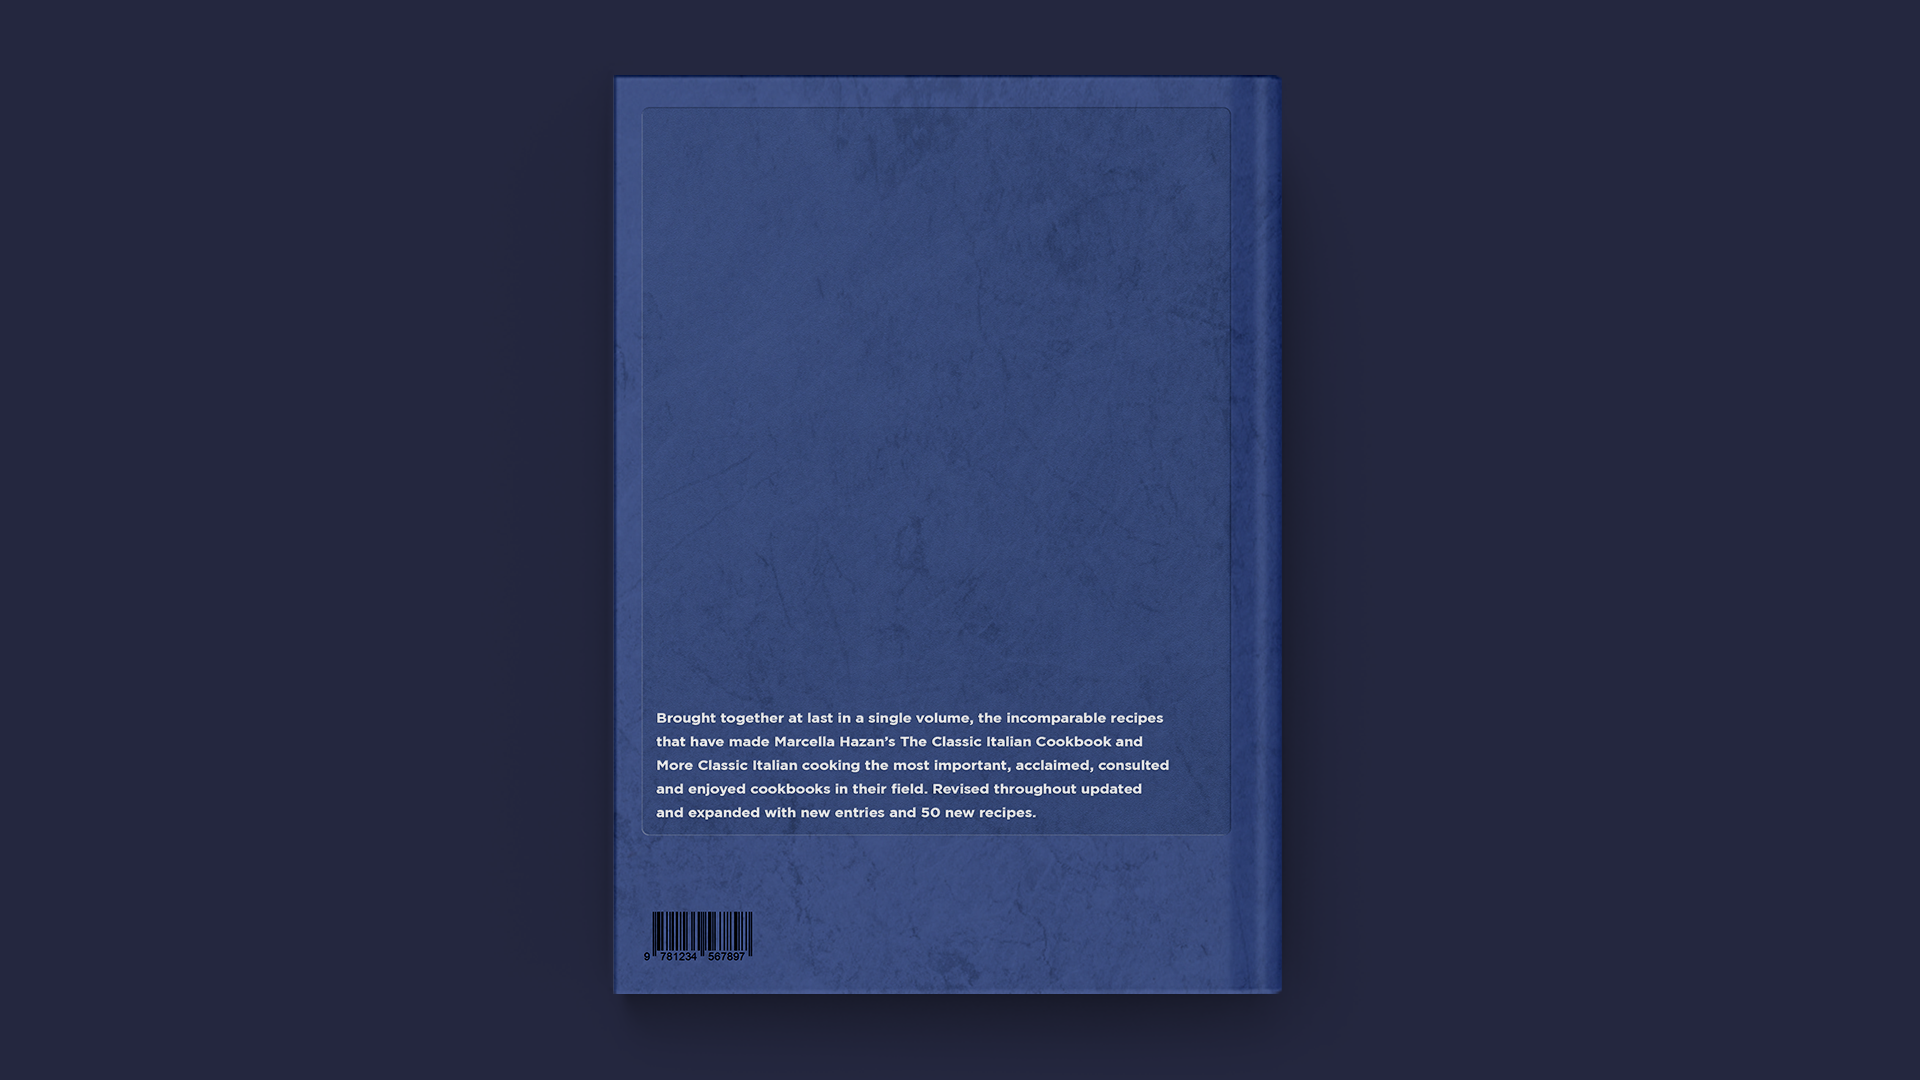 Brought together at last in a single volume, the incomparable recipes
that have made Marcella Hazan’s The Classic Italian Cookbook and
More Classic Italian cooking the most important, acclaimed, consulted
and enjoyed cookbooks in their field. Revised throughout updated
and expanded with new entries and 50 new recipes.
9 781234 567897